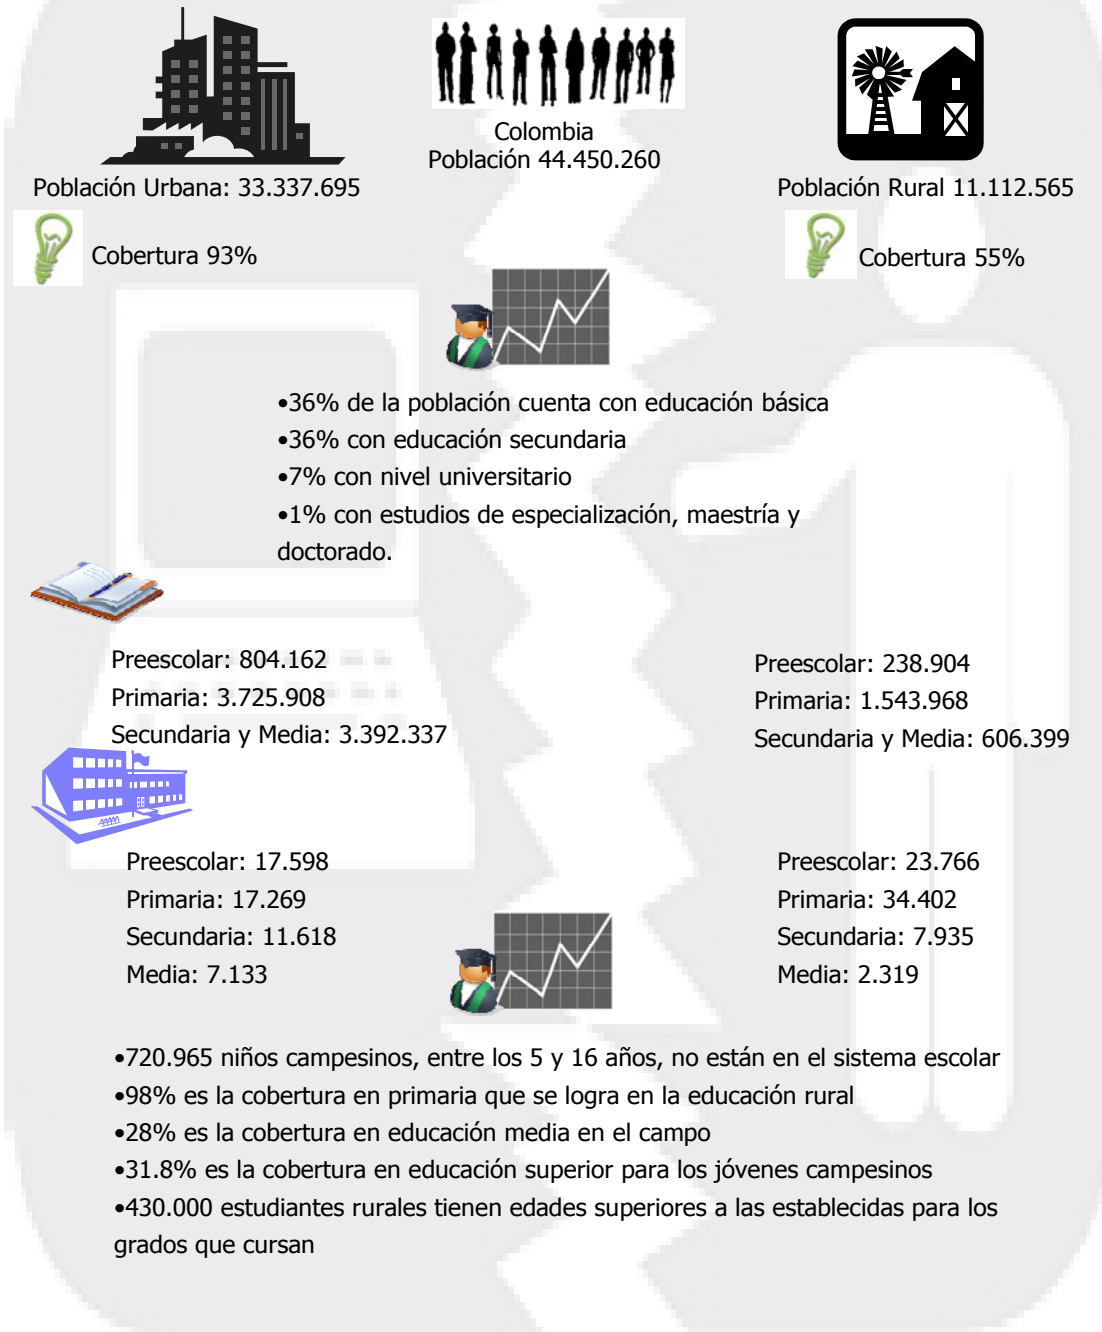 Colombia
Población 44.450.260
Población Urbana: 33.337.695
Población Rural 11.112.565
Cobertura 93%
Cobertura 55%
•36% de la población cuenta con educación básica
•36% con educación secundaria
•7% con nivel universitario
•1% con estudios de especialización, maestría y
doctorado.
Preescolar: 804.162
Primaria: 3.725.908
Secundaria y Media: 3.392.337
Preescolar: 238.904
Primaria: 1.543.968
Secundaria y Media: 606.399
Preescolar: 17.598
Primaria: 17.269
Secundaria: 11.618
Media: 7.133
Preescolar: 23.766
Primaria: 34.402
Secundaria: 7.935
Media: 2.319
•720.965 niños campesinos, entre los 5 y 16 años, no están en el sistema escolar
•98% es la cobertura en primaria que se logra en la educación rural
•28% es la cobertura en educación media en el campo
•31.8% es la cobertura en educación superior para los jóvenes campesinos
•430.000 estudiantes rurales tienen edades superiores a las establecidas para los
grados que cursan